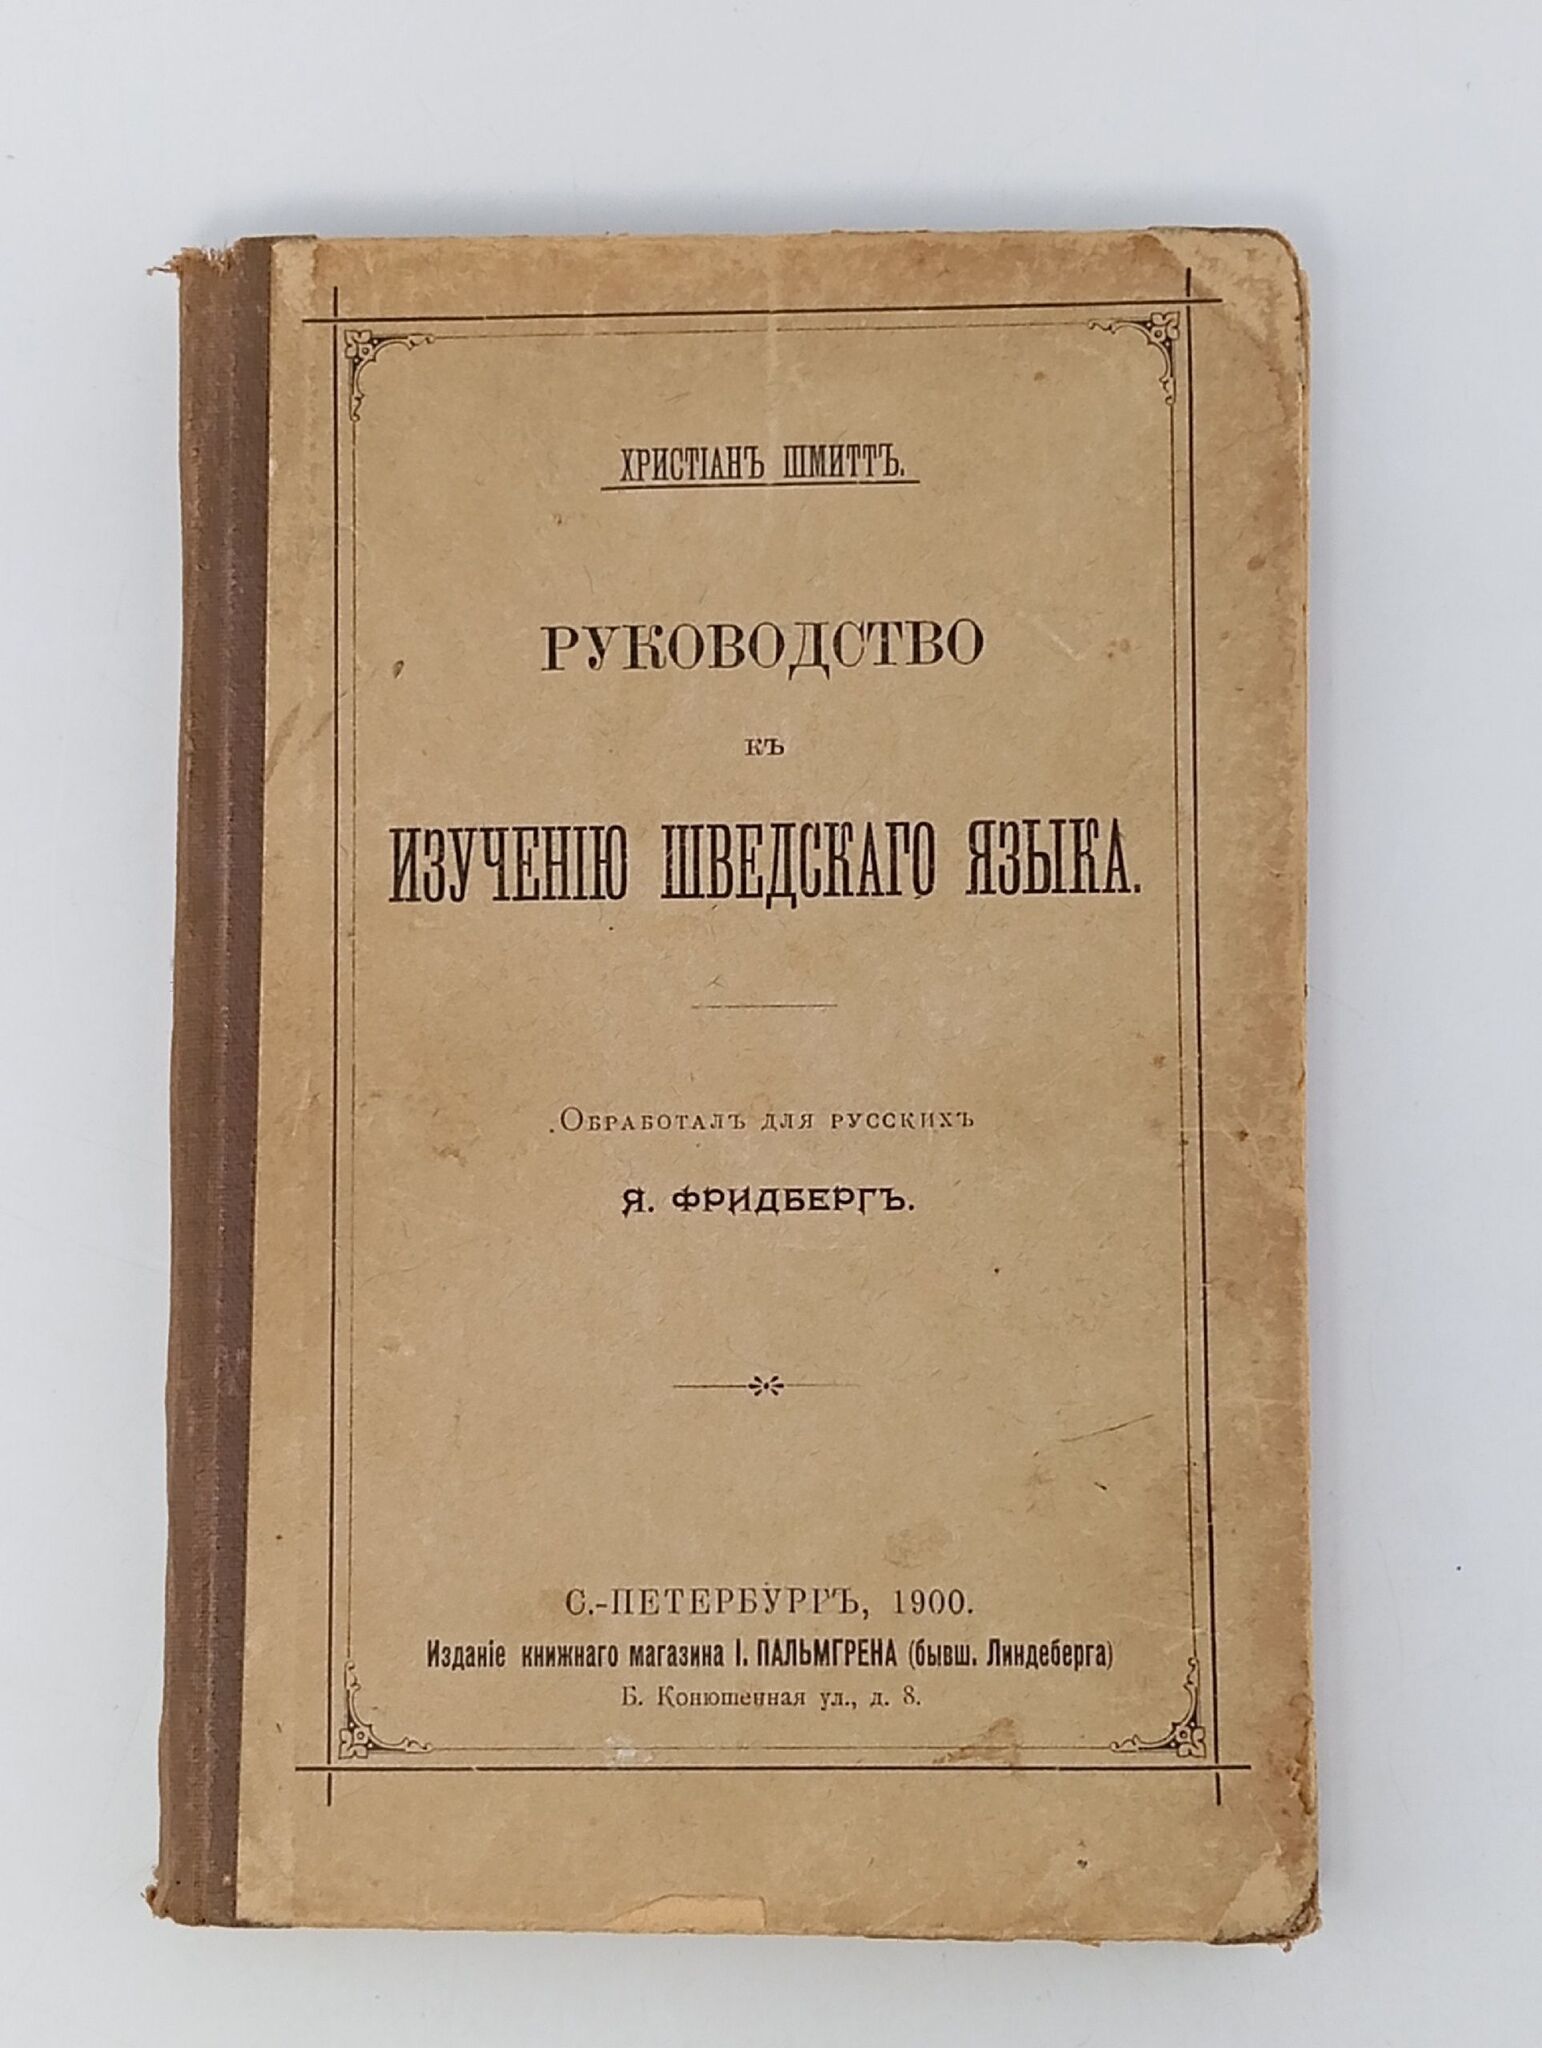 ХРИСТІАНЪ ШМИТТЪ.
РУКОВОДСТВО
КЪ
ИЗУЧЕНІЮ ШВЕДСКАГО ЯЗЫКА.
ОБРАБОТАЛЪ ДЛЯ РУССКИХЪ
Я. ФРИДБЕРГЪ.
С.-ПЕТЕРБУРГЪ, 1900.
Изданіе книжнаго магазина І. ПАЛЬМГРЕНА (бывш. Линдеберга)
Б. Конюшенная ул., д. 8.